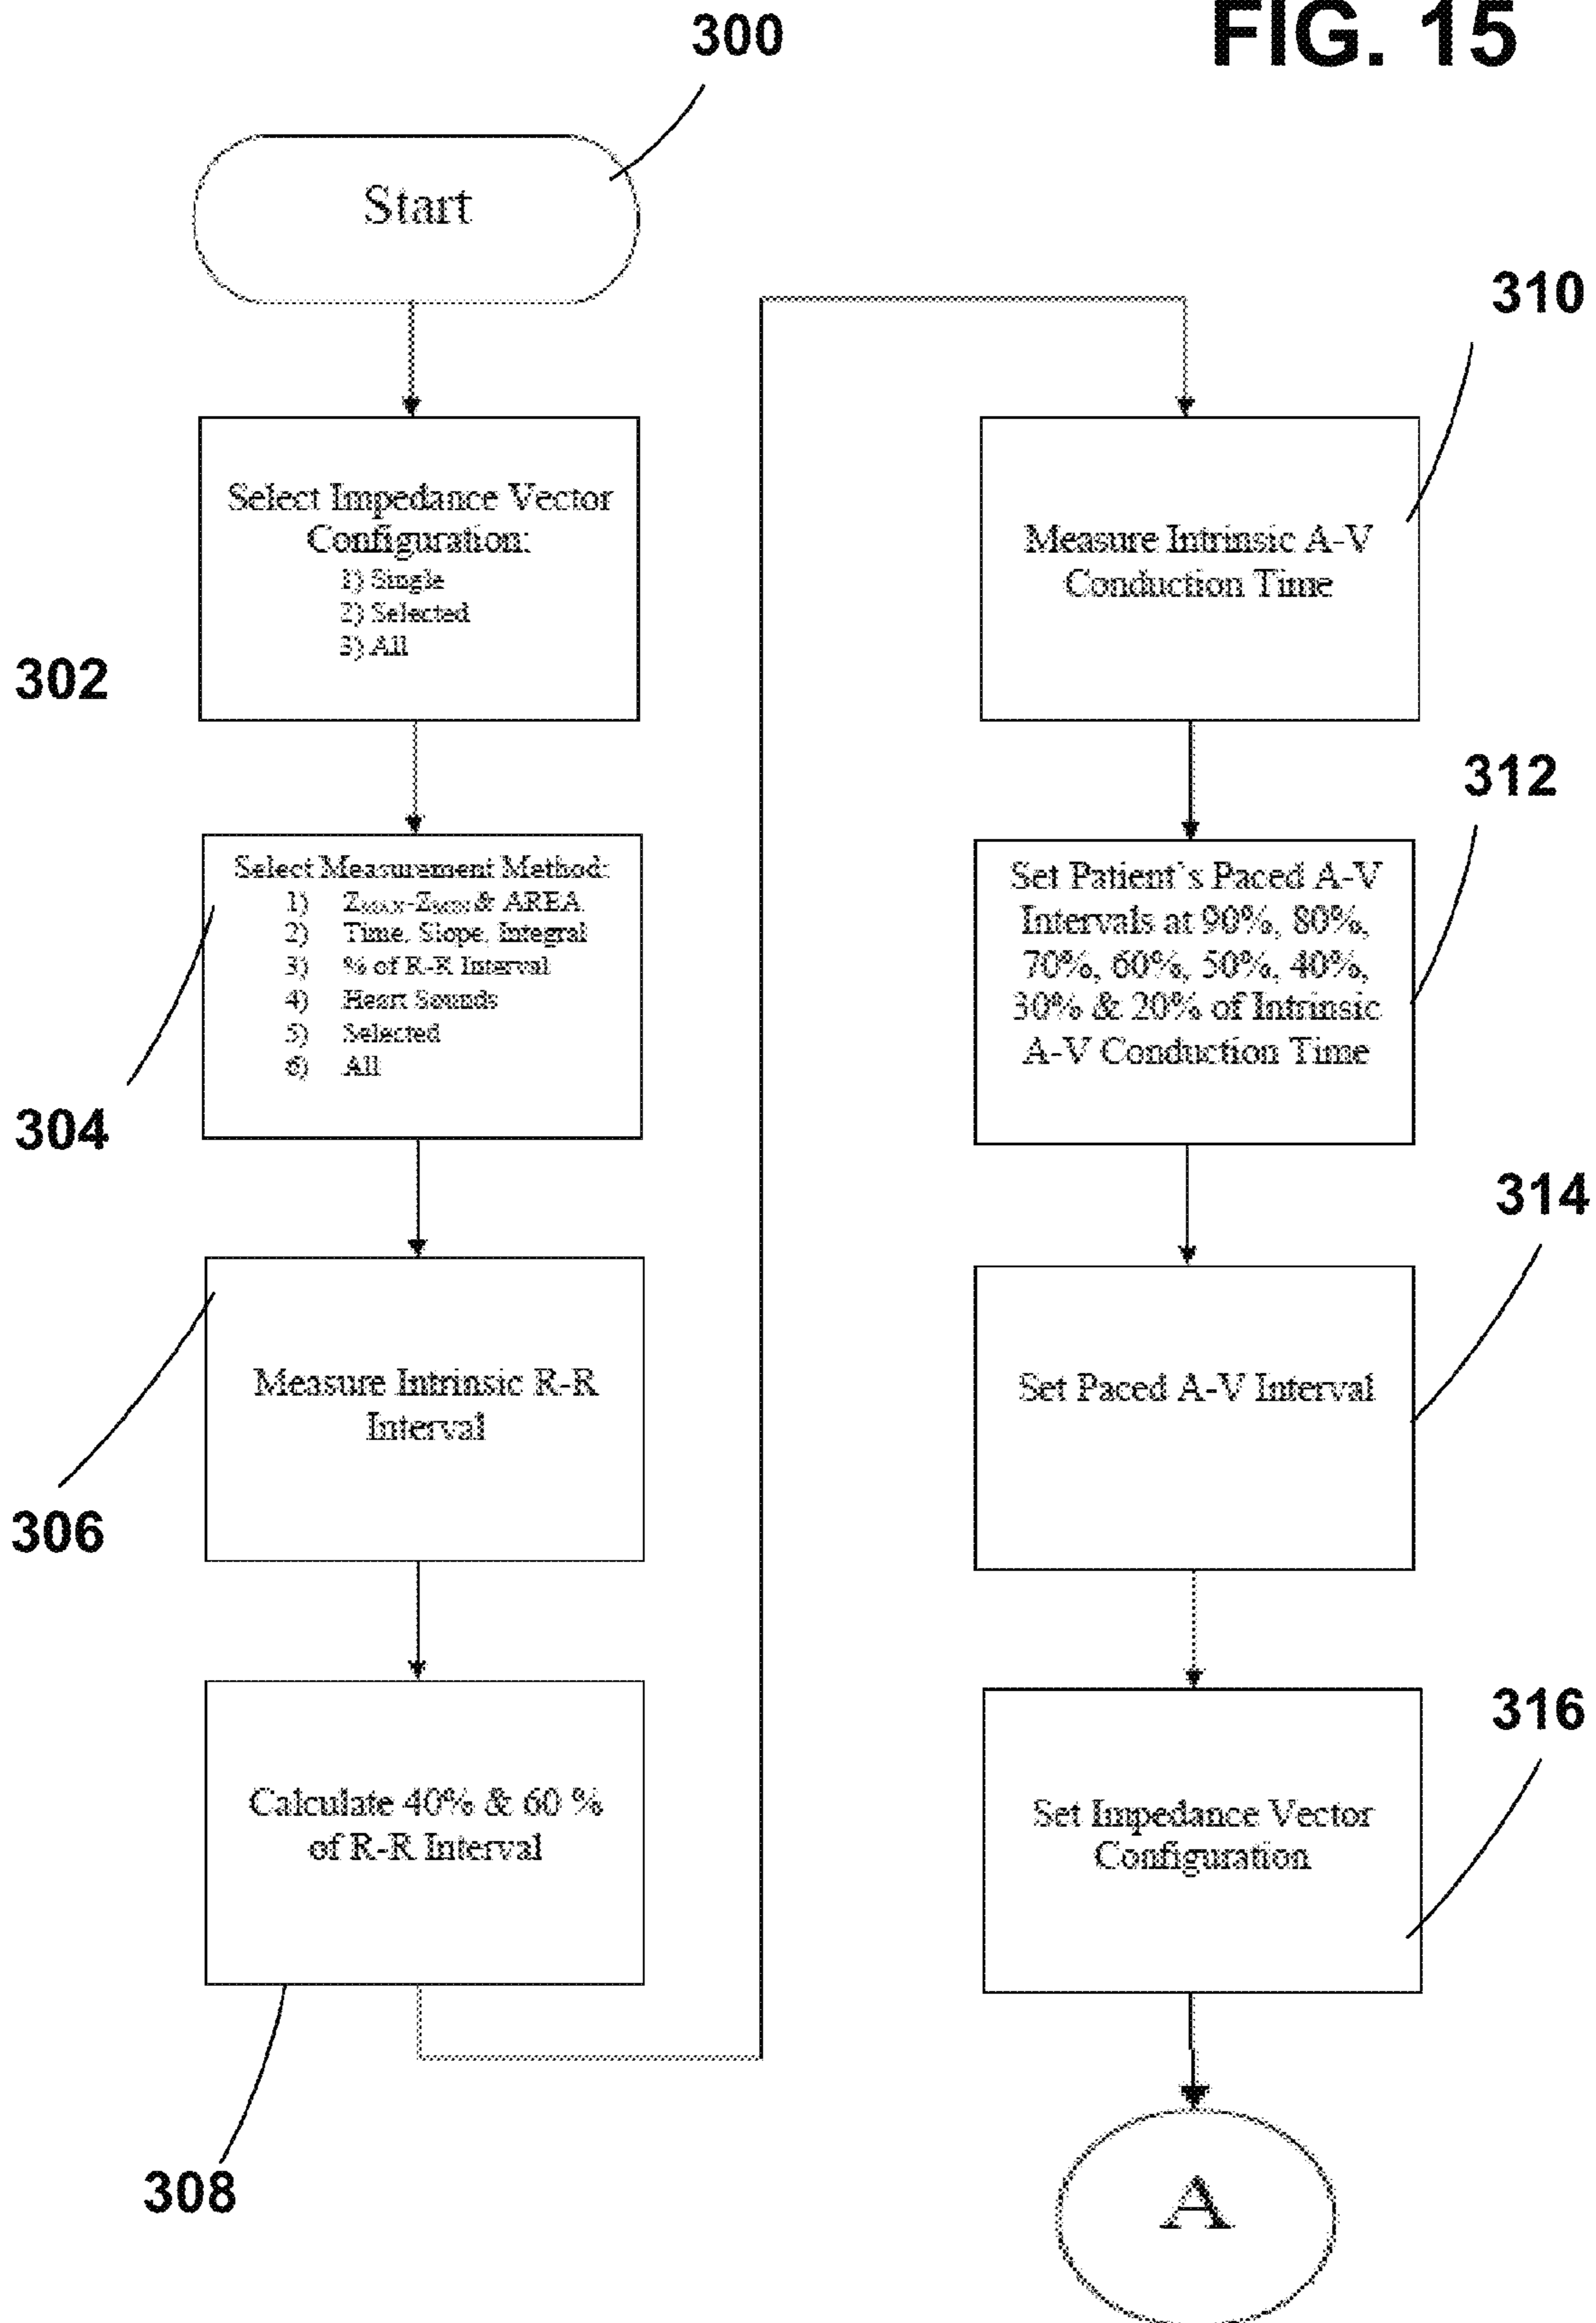 FIG. 15
300
Start
302
Select Impedance Vector
Configuration:
1) Single
2) Selected
3) All
304
Select Measurement Method:
1) ZMAX-ZMIN & AREA
2) Time, Slope, Integral
3) % of R-R Interval
4) Heart Sounds
5) Selected
6) All
306
Measure Intrinsic R-R
Interval
308
Calculate 40% & 60 %
of R-R Interval
310
Measure Intrinsic A-V
Conduction Time
312
Set Patient's Paced A-V
Intervals at 90%, 80%,
70%, 60%, 50%, 40%,
30% & 20% of Intrinsic
A-V Conduction Time
314
Set Paced A-V Interval
316
Set Impedance Vector
Configuration
A